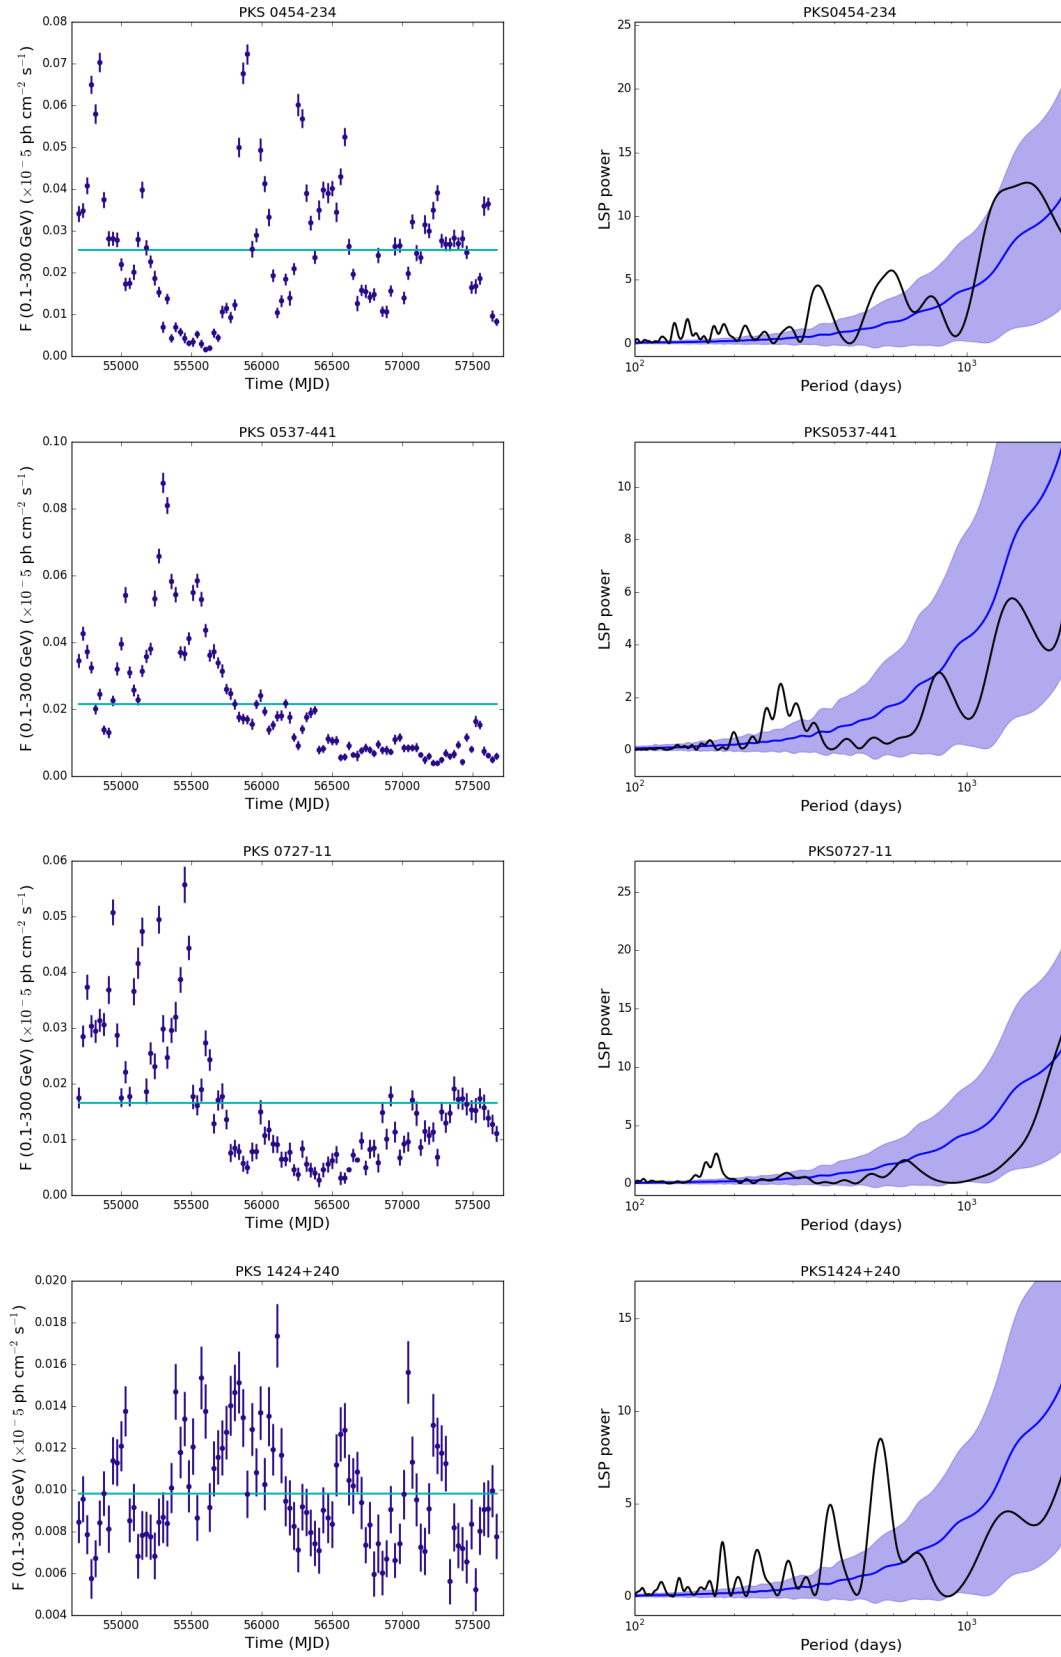 PKS 0454-234
0.08
0.07
0.06
0.05
0.04
0.03
0.02
0.01
0.00
F (0.1-300 GeV) (×10⁻5 ph cm⁻² s⁻¹)
55000 55500 56000 56500 57000 57500
Time (MJD)
PKS0454-234
25
20
15
10
5
0
LSP power
10² 10³
Period (days)
PKS 0537-441
0.10
0.08
0.06
0.04
0.02
0.00
F (0.1-300 GeV) (×10⁻5 ph cm⁻² s⁻¹)
55000 55500 56000 56500 57000 57500
Time (MJD)
PKS0537-441
10
8
6
4
2
0
LSP power
10² 10³
Period (days)
PKS 0727-11
0.06
0.05
0.04
0.03
0.02
0.01
0.00
F (0.1-300 GeV) (×10⁻5 ph cm⁻² s⁻¹)
55000 55500 56000 56500 57000 57500
Time (MJD)
PKS0727-11
25
20
15
10
5
0
LSP power
10² 10³
Period (days)
PKS 1424+240
0.020
0.018
0.016
0.014
0.012
0.010
0.008
0.006
0.004
F (0.1-300 GeV) (×10⁻5 ph cm⁻² s⁻¹)
55000 55500 56000 56500 57000 57500
Time (MJD)
PKS1424+240
15
10
5
0
LSP power
10² 10³
Period (days)